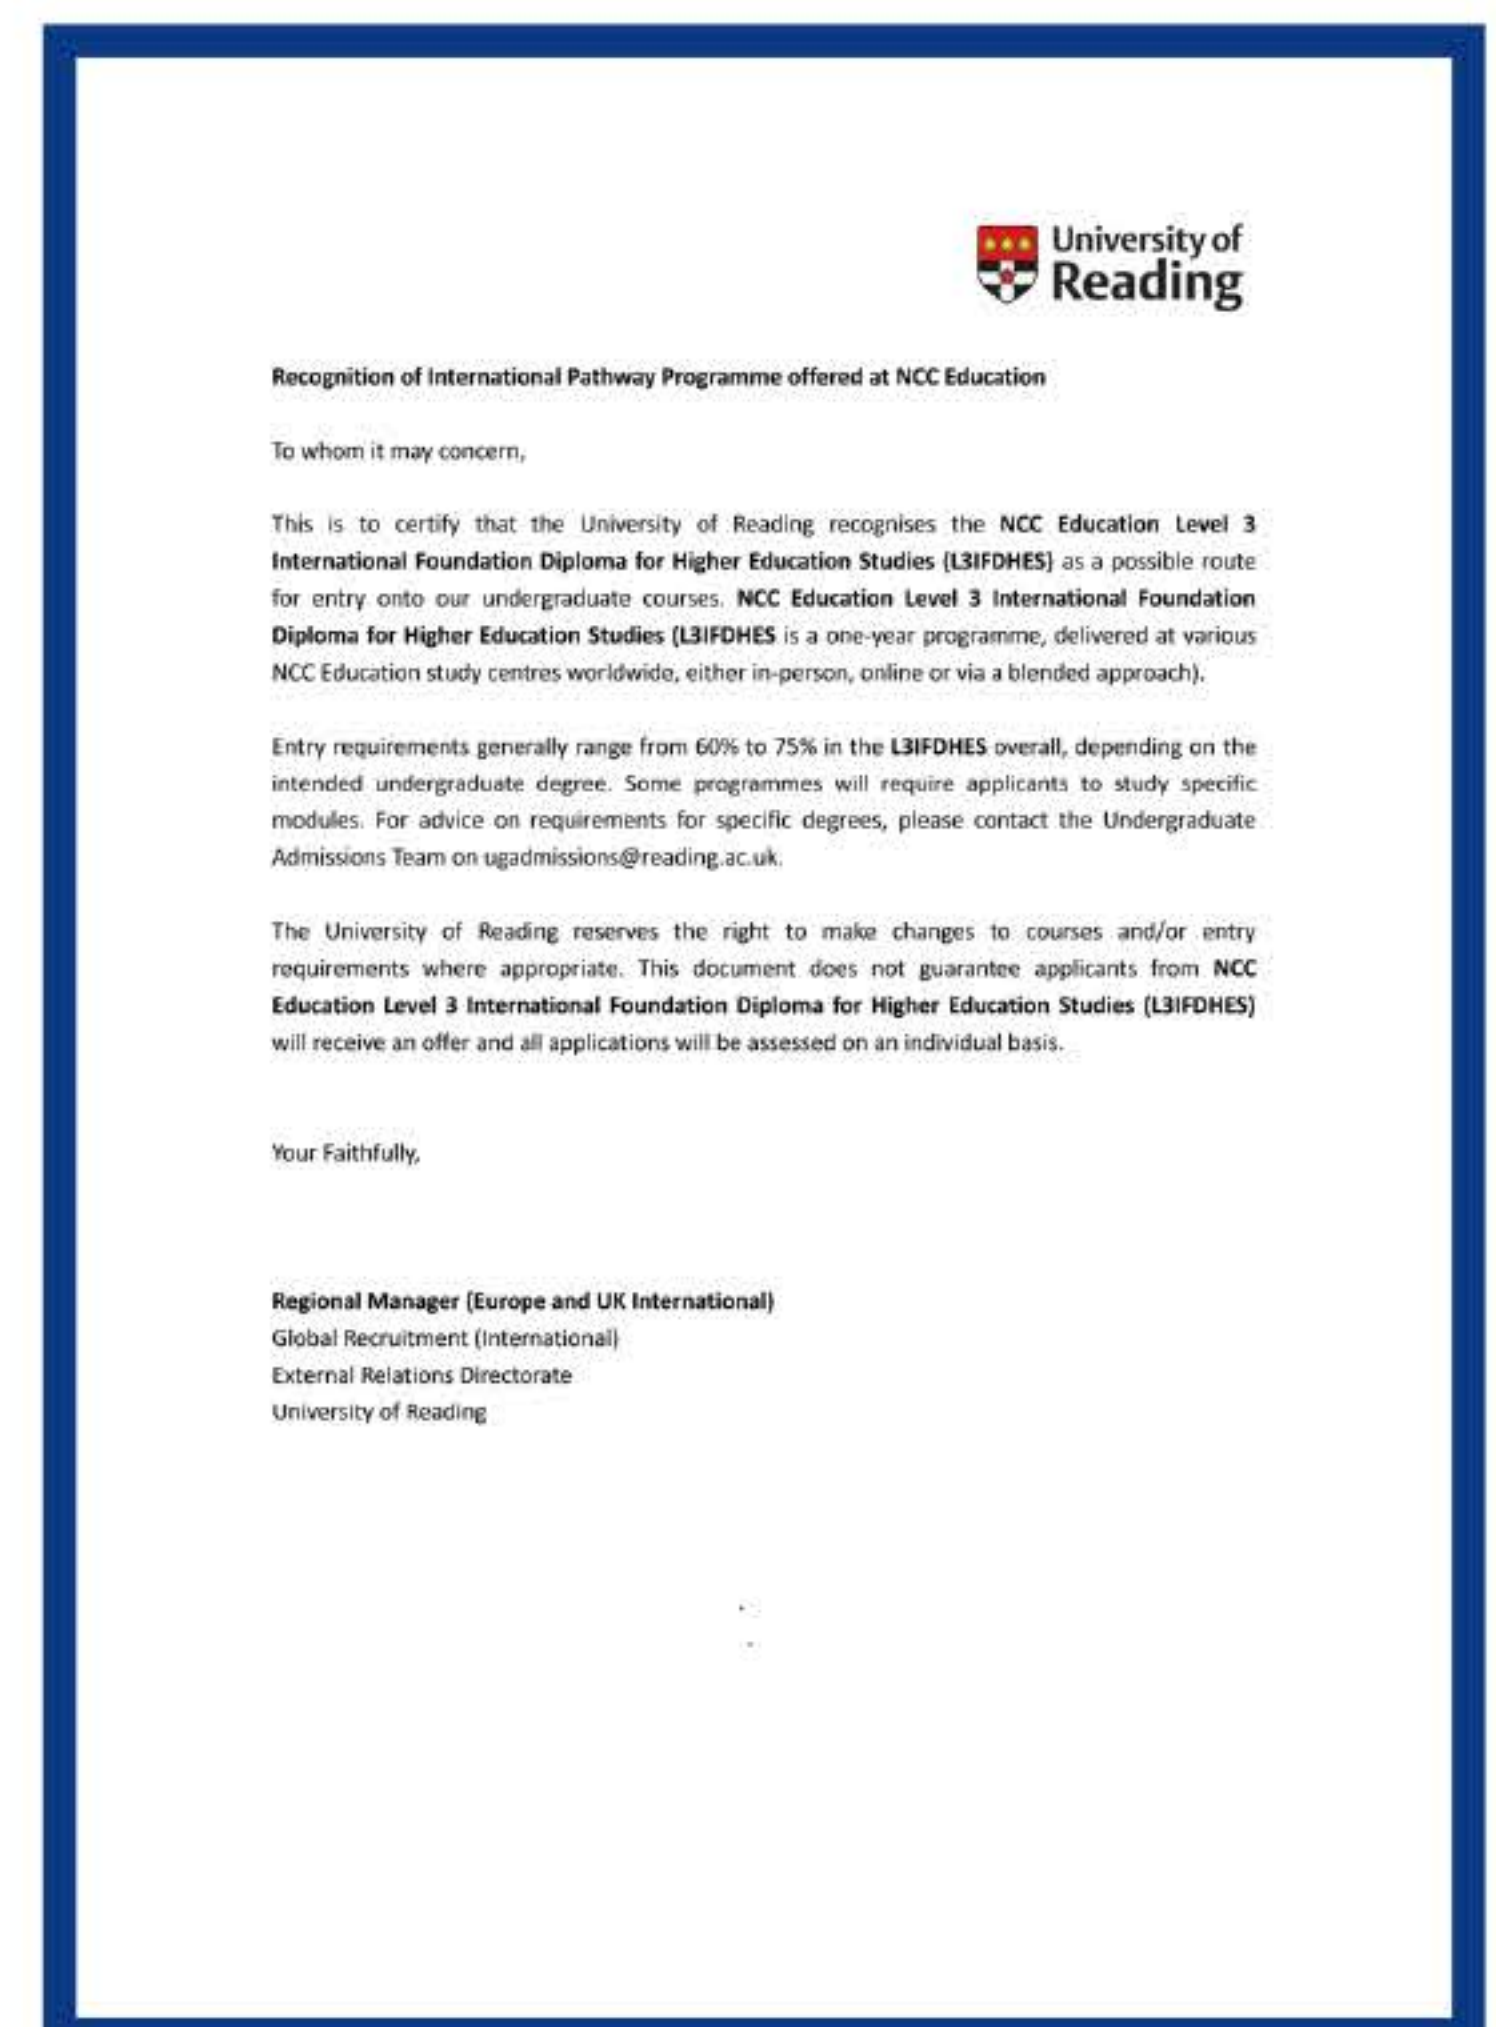 University of
Reading
Recognition of International Pathway Programme offered at NCC Education
To whom it may concern,
This is to certify that the University of Reading recognises the NCC Education Level 3
International Foundation Diploma for Higher Education Studies (L3IFDHES) as a possible route
for entry onto our undergraduate courses. NCC Education Level 3 International Foundation
Diploma for Higher Education Studies (L3IFDHES is a one-year programme, delivered at various
NCC Education study centres worldwide, either in-person, online or via a blended approach).
Entry requirements generally range from 60% to 75% in the L3IFDHES overall, depending on the
intended undergraduate degree. Some programmes will require applicants to study specific
modules. For advice on requirements for specific degrees, please contact the Undergraduate
Admissions Team on ugadmissions@reading.ac.uk.
The University of Reading reserves the right to make changes to courses and/or entry
requirements where appropriate. This document does not guarantee applicants from NCC
Education Level 3 International Foundation Diploma for Higher Education Studies (L3IFDHES)
will receive an offer and all applications will be assessed on an individual basis.
Your Faithfully,
Regional Manager (Europe and UK International)
Global Recruitment (International)
External Relations Directorate
University of Reading